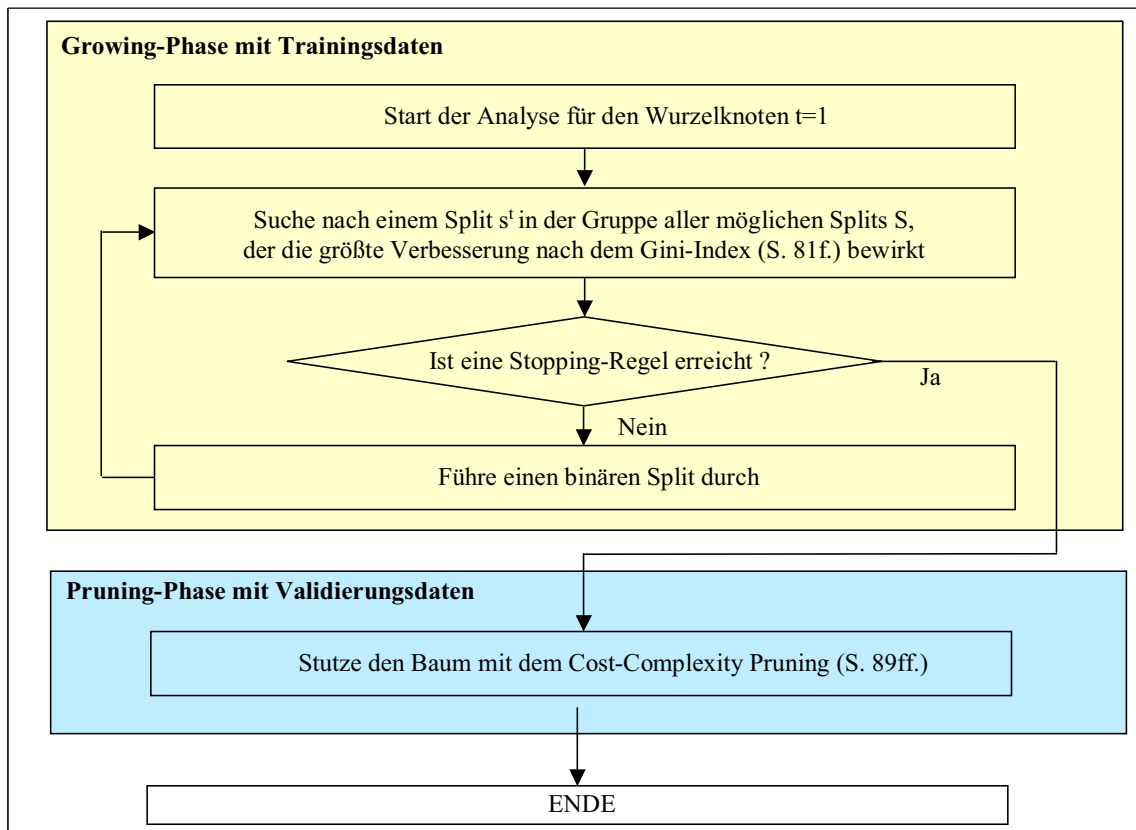 Growing-Phase mit Trainingsdaten
Start der Analyse für den Wurzelknoten t=1
Suche nach einem Split sᵗ in der Gruppe aller möglichen Splits S,
der die größte Verbesserung nach dem Gini-Index (S. 81f.) bewirkt
Ist eine Stopping-Regel erreicht ?
Ja
Nein
Führe einen binären Split durch
Pruning-Phase mit Validierungsdaten
Stutze den Baum mit dem Cost-Complexity Pruning (S. 89ff.)
ENDE